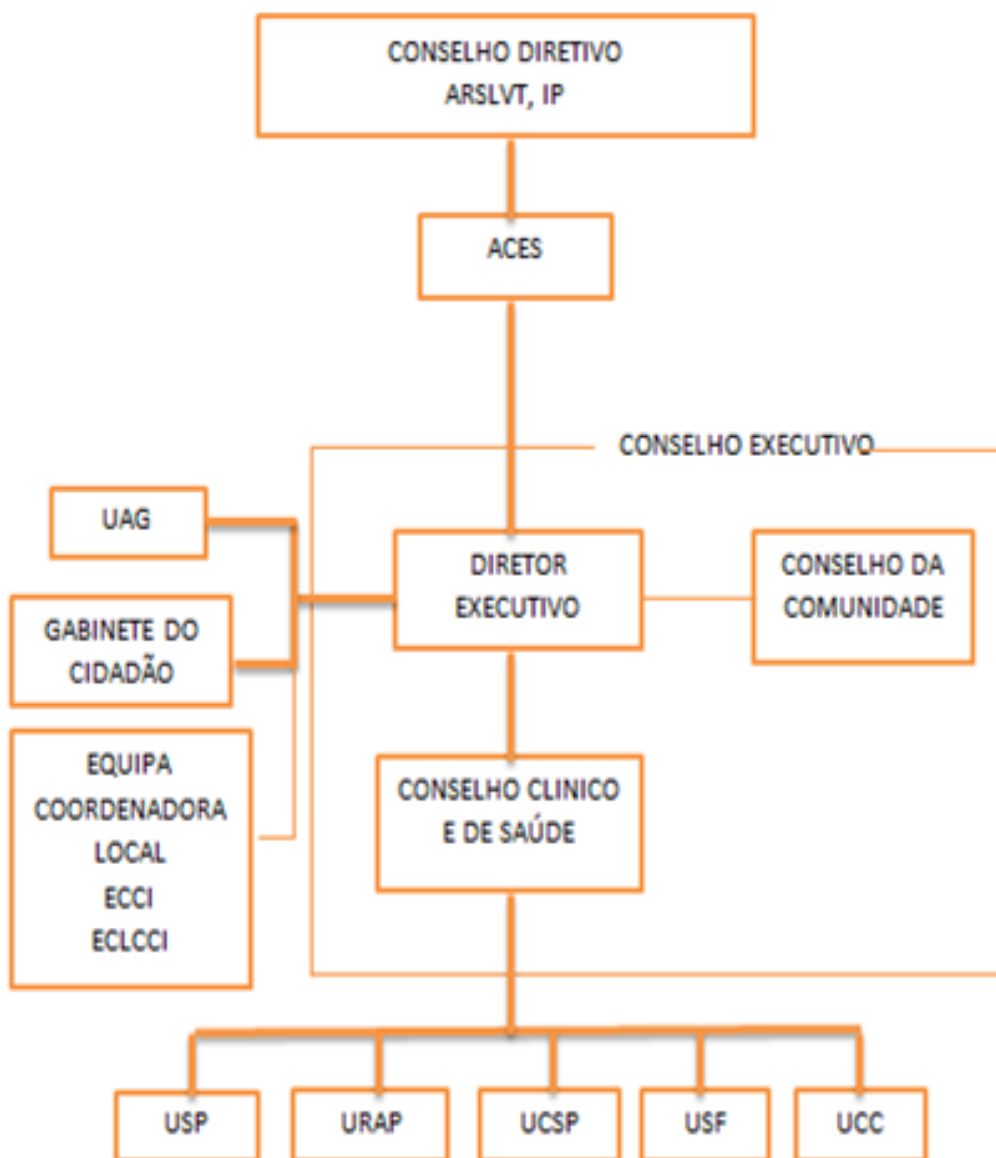 CONSELHO DIRETIVO
ARSLVT, IP
ACES
CONSELHO EXECUTIVO
UAG
DIRETOR
EXECUTIVO
CONSELHO DA
COMUNIDADE
GABINETE DO
CIDADÃO
EQUIPA
COORDENADORA
LOCAL
ECCI
ECLCCI
CONSELHO CLINICO
E DE SAÚDE
USP
URAP
UCSP
USF
UCC